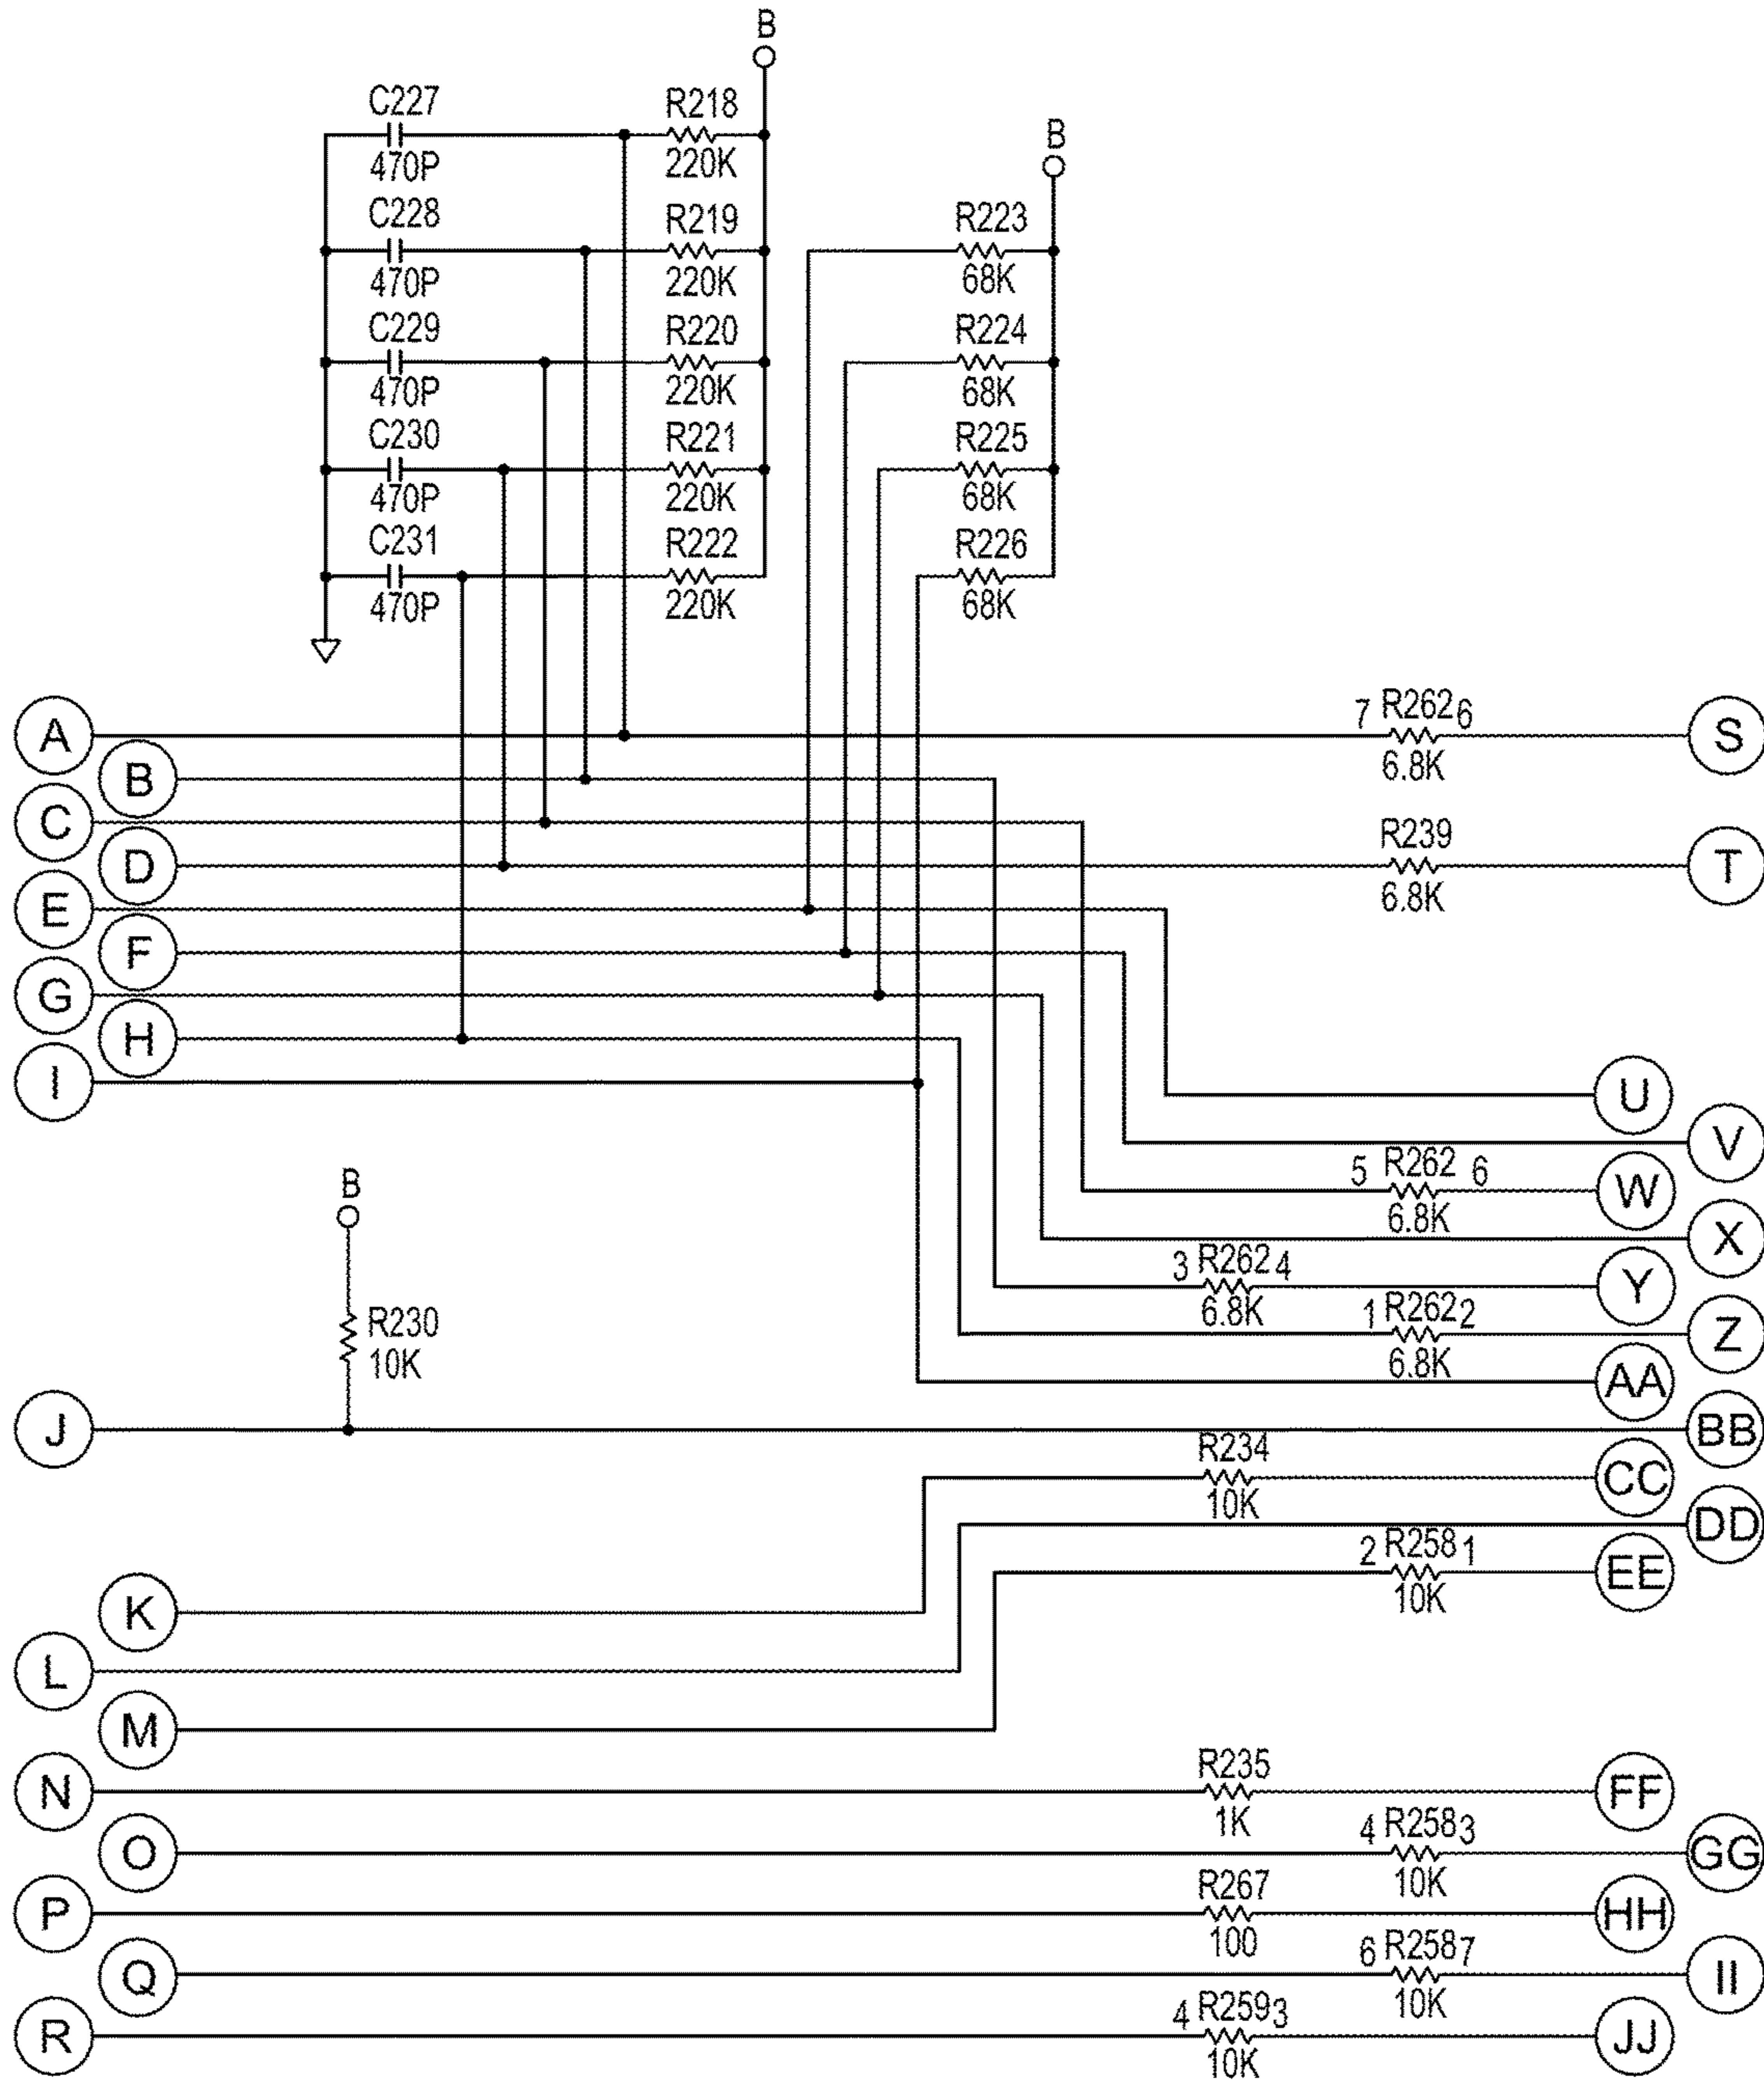 B
C227
R218
470P
220K
B
C228
R219
R223
470P
220K
68K
C229
R220
R224
470P
220K
68K
C230
R221
R225
470P
220K
68K
C231
R222
R226
470P
220K
68K
A
7 R262 6
6.8K
S
B
C
D
R239
6.8K
T
E
F
G
H
I
U
V
5 R262 6
6.8K
W
X
B
3 R262 4
6.8K
Y
R230
10K
1 R262 2
6.8K
Z
AA
J
BB
R234
10K
CC
DD
2 R258 1
10K
EE
K
L
M
N
R235
1K
FF
O
4 R258 3
10K
GG
P
R267
100
HH
Q
6 R258 7
10K
II
R
4 R259 3
10K
JJ